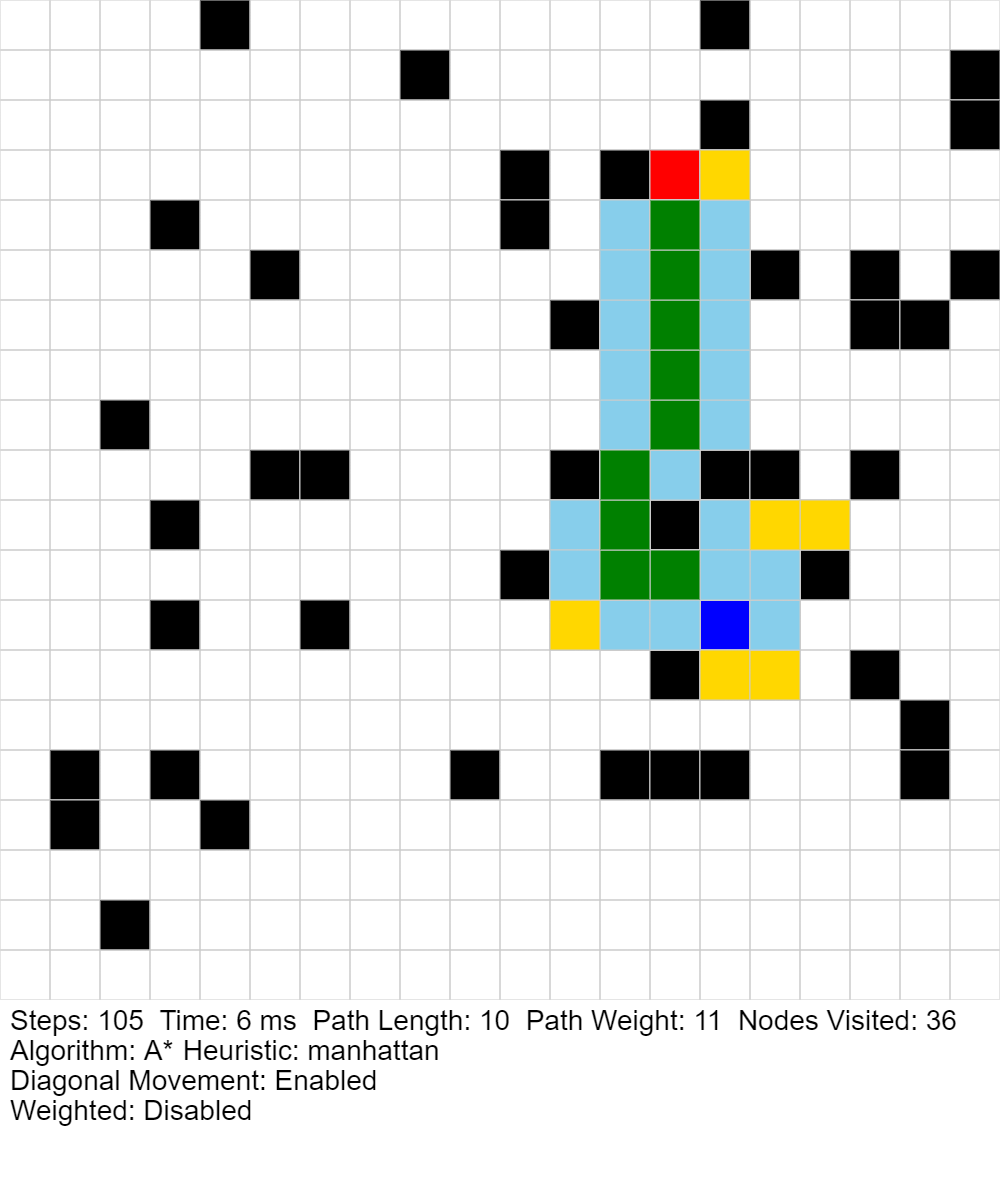 Steps: 105  Time: 6 ms  Path Length: 10  Path Weight: 11  Nodes Visited: 36
Algorithm: A* Heuristic: manhattan
Diagonal Movement: Enabled
Weighted: Disabled